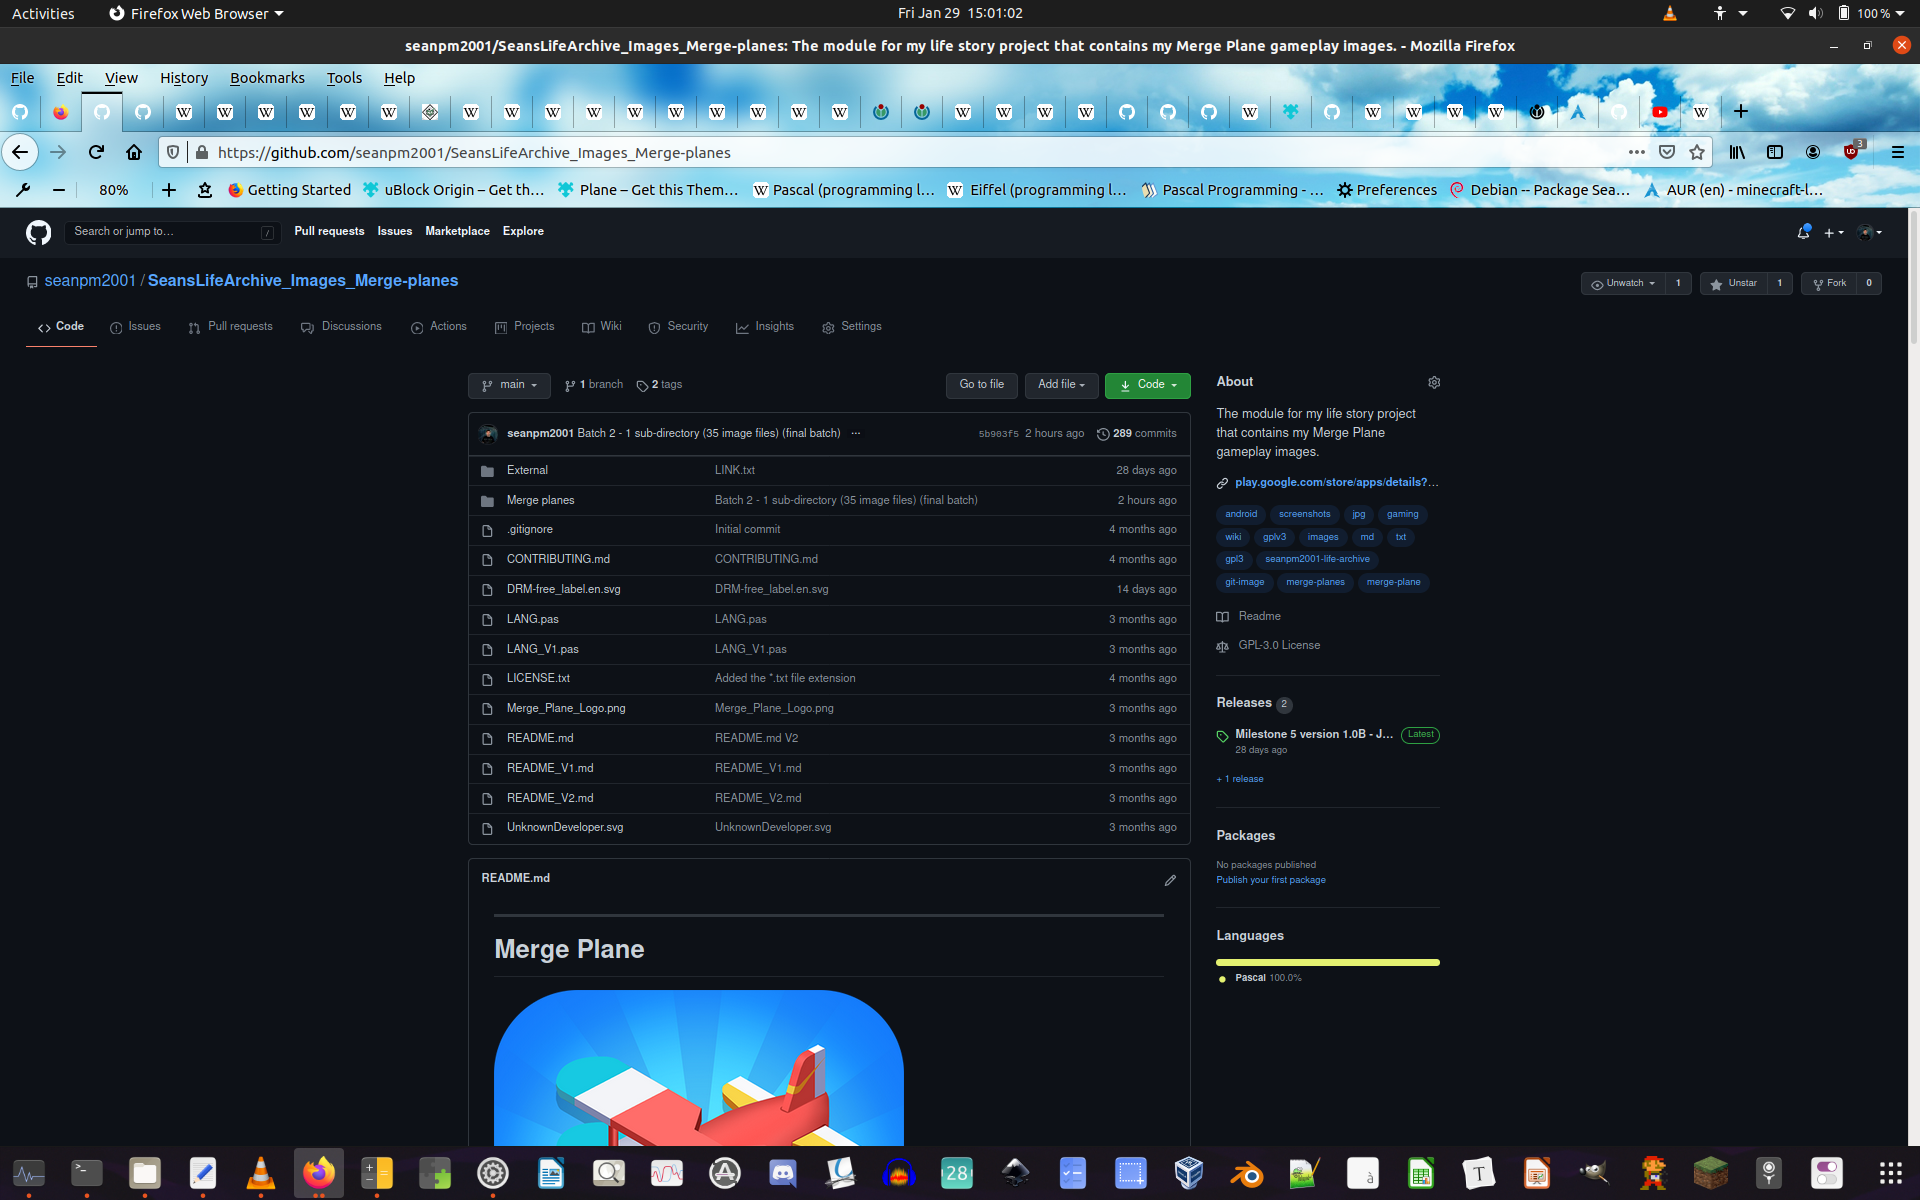 Activities Firefox Web Browser Fri Jan 29 15:01:02 100 %
seanpm2001/SeansLifeArchive_Images_Merge-planes: The module for my life story project that contains my Merge Plane gameplay images. - Mozilla Firefox
File Edit View History Bookmarks Tools Help
https://github.com/seanpm2001/SeansLifeArchive_Images_Merge-planes 3
80% Getting Started uBlock Origin – Get th… Plane – Get this Them… Pascal (programming l… Eiffel (programming l… Pascal Programming - … Preferences Debian -- Package Sea… AUR (en) - minecraft-l…
Search or jump to… / Pull requests Issues Marketplace Explore
seanpm2001 / SeansLifeArchive_Images_Merge-planes Unwatch 1 Unstar 1 Fork 0
Code Issues Pull requests Discussions Actions Projects Wiki Security Insights Settings
main 1 branch 2 tags Go to file Add file Code
seanpm2001 Batch 2 - 1 sub-directory (35 image files) (final batch) … 5b903f5 2 hours ago 289 commits
External LINK.txt 28 days ago
Merge planes Batch 2 - 1 sub-directory (35 image files) (final batch) 2 hours ago
.gitignore Initial commit 4 months ago
CONTRIBUTING.md CONTRIBUTING.md 4 months ago
DRM-free_label.en.svg DRM-free_label.en.svg 14 days ago
LANG.pas LANG.pas 3 months ago
LANG_V1.pas LANG_V1.pas 3 months ago
LICENSE.txt Added the *.txt file extension 4 months ago
Merge_Plane_Logo.png Merge_Plane_Logo.png 3 months ago
README.md README.md V2 3 months ago
README_V1.md README_V1.md 3 months ago
README_V2.md README_V2.md 3 months ago
UnknownDeveloper.svg UnknownDeveloper.svg 3 months ago
README.md
Merge Plane
About
The module for my life story project
that contains my Merge Plane
gameplay images.
play.google.com/store/apps/details?…
android screenshots jpg gaming
wiki gplv3 images md txt
gpl3 seanpm2001-life-archive
git-image merge-planes merge-plane
Readme
GPL-3.0 License
Releases 2
Milestone 5 version 1.0B - J… Latest
28 days ago
+ 1 release
Packages
No packages published
Publish your first package
Languages
Pascal 100.0%
28